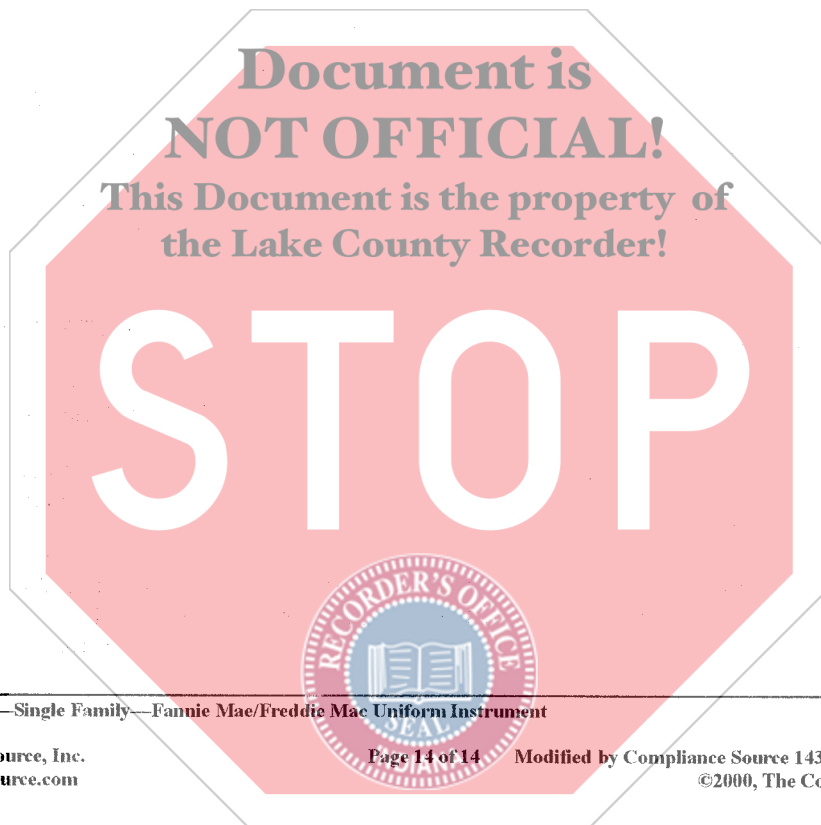 Document is
NOT OFFICIAL!
This Document is the property of
the Lake County Recorder!
STOP
RECORDER'S OFFICE
SEAL
INDIANA
—Single Family—Fannie Mae/Freddie Mac Uniform Instrument
ource, Inc. Page 14 of 14 Modified by Compliance Source 143
urce.com ©2000, The Co